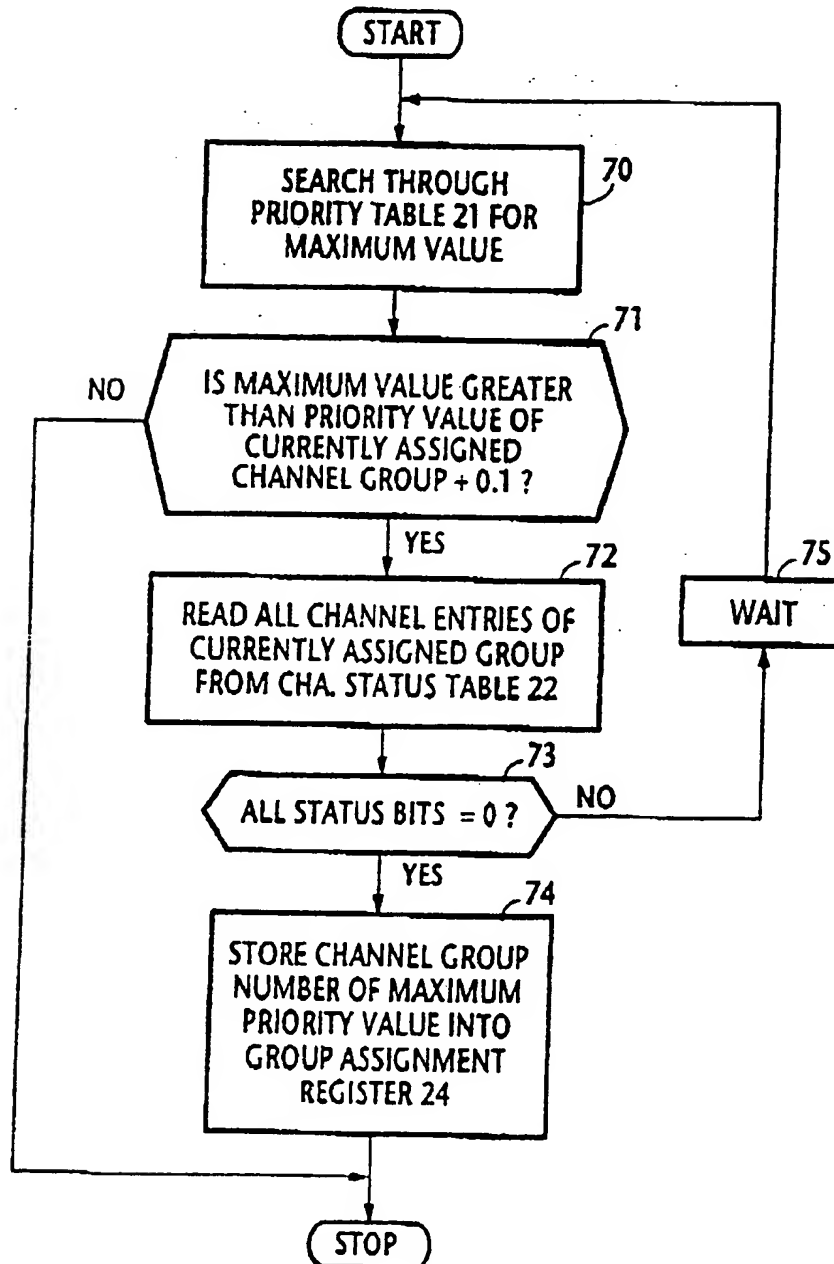 START
70
SEARCH THROUGH
PRIORITY TABLE 21 FOR
MAXIMUM VALUE
71
NO
IS MAXIMUM VALUE GREATER
THAN PRIORITY VALUE OF
CURRENTLY ASSIGNED
CHANNEL GROUP + 0.1 ?
YES
72
75
READ ALL CHANNEL ENTRIES OF
CURRENTLY ASSIGNED GROUP
FROM CHA. STATUS TABLE 22
WAIT
73
ALL STATUS BITS = 0 ?
NO
YES
74
STORE CHANNEL GROUP
NUMBER OF MAXIMUM
PRIORITY VALUE INTO
GROUP ASSIGNMENT
REGISTER 24
STOP